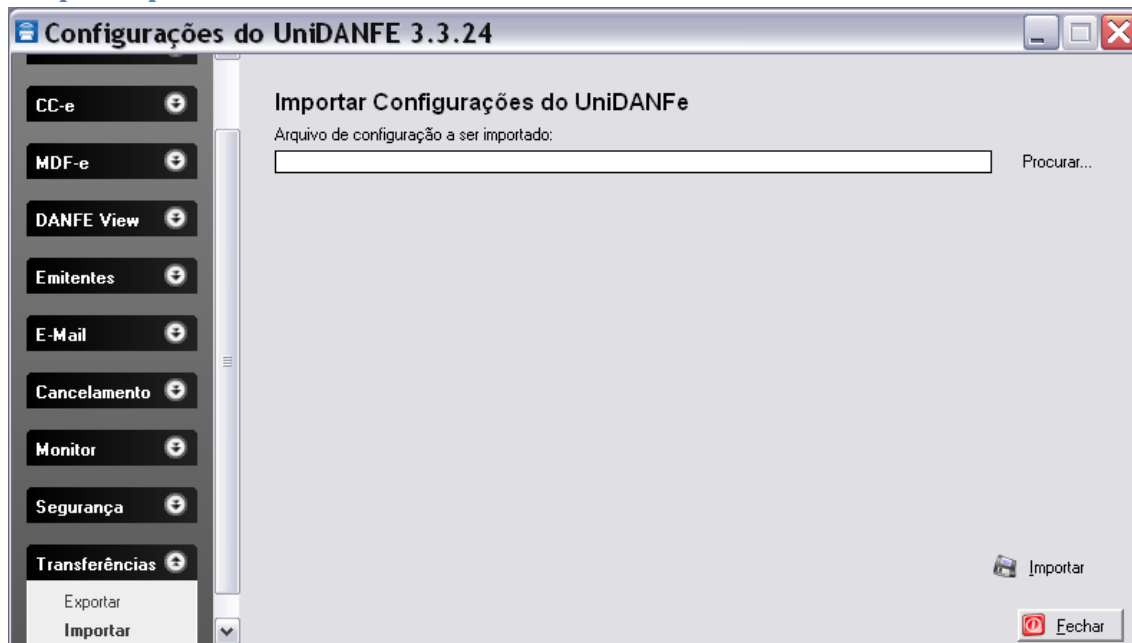 Configurações do UniDANFE 3.3.24
CC-e
MDF-e
DANFE View
Emitentes
E-Mail
Cancelamento
Monitor
Segurança
Transferências
Exportar
Importar
Importar Configurações do UniDANFe
Arquivo de configuração a ser importado:
Procurar...
Importar
Fechar